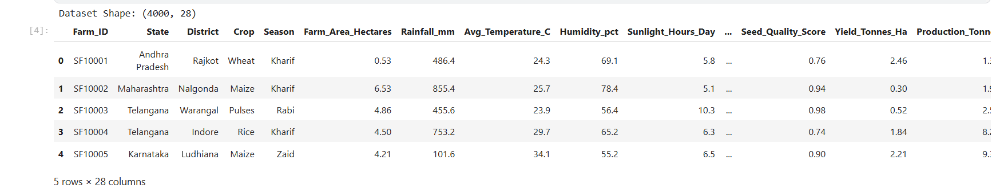 Dataset Shape: (4000, 28)
[4]:
Farm_ID State District Crop Season Farm_Area_Hectares Rainfall_mm Avg_Temperature_C Humidity_pct Sunlight_Hours_Day ... Seed_Quality_Score Yield_Tonnes_Ha Production_Tonn
0 SF10001 Andhra Pradesh Rajkot Wheat Kharif 0.53 486.4 24.3 69.1 5.8 ... 0.76 2.46 1.
1 SF10002 Maharashtra Nalgonda Maize Kharif 6.53 855.4 25.7 78.4 5.1 ... 0.94 0.30 1.
2 SF10003 Telangana Warangal Pulses Rabi 4.86 455.6 23.9 56.4 10.3 ... 0.98 0.52 2.
3 SF10004 Telangana Indore Rice Kharif 4.50 753.2 29.7 65.2 6.3 ... 0.74 1.84 8.
4 SF10005 Karnataka Ludhiana Maize Zaid 4.21 101.6 34.1 55.2 6.5 ... 0.90 2.21 9.
5 rows × 28 columns